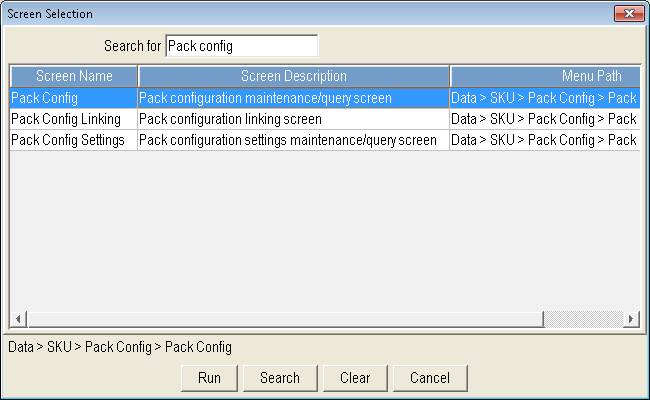 Screen Selection
Search for Pack config
Screen Name Screen Description Menu Path
Pack Config Pack configuration maintenance/query screen Data > SKU > Pack Config > Pack
Pack Config Linking Pack configuration linking screen Data > SKU > Pack Config > Pack
Pack Config Settings Pack configuration settings maintenance/query screen Data > SKU > Pack Config > Pack
Data > SKU > Pack Config > Pack Config
Run Search Clear Cancel